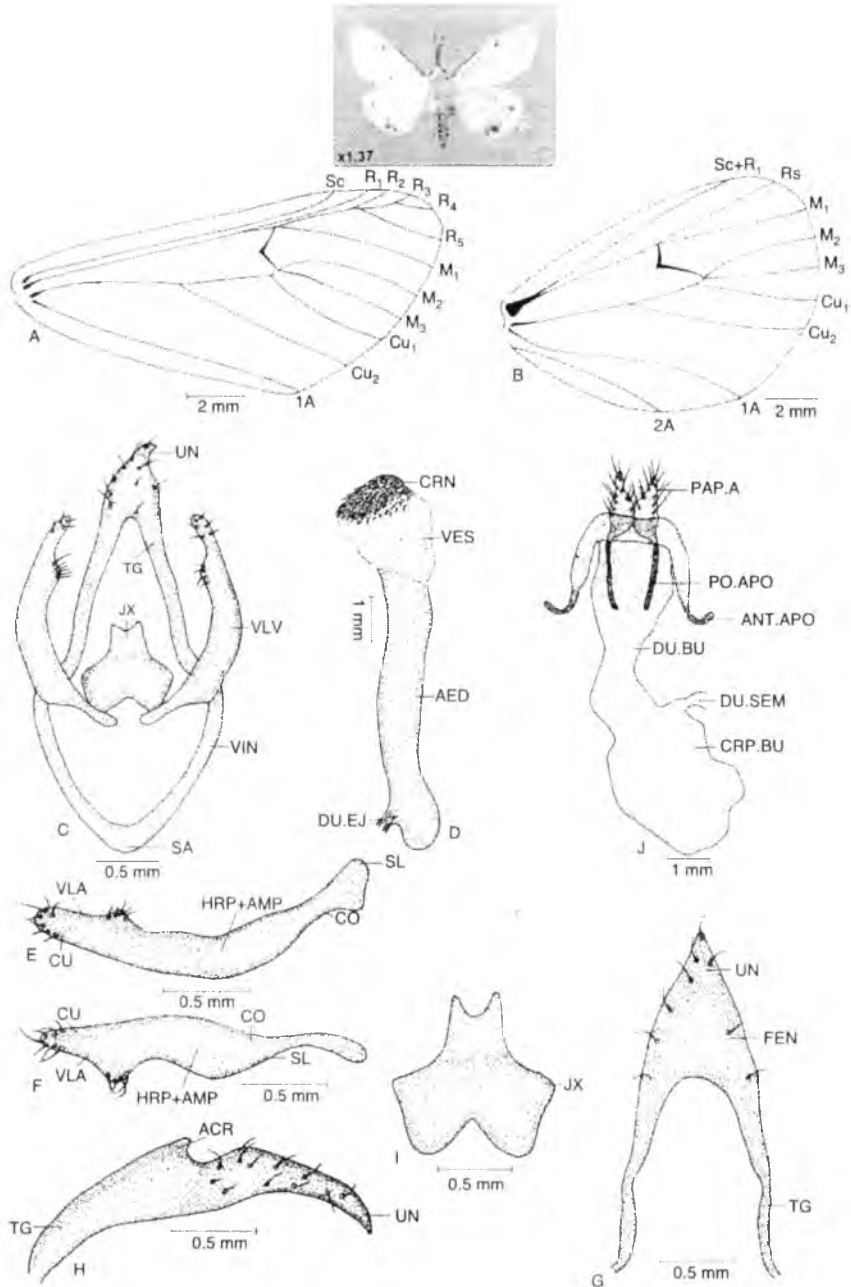 x1.37
Sc R1 R2 R3
R4
R5
M1
M2
M3
Cu1
Cu2
1A
A
2 mm
Sc+R1 Rs
M1
M2
M3
Cu1
Cu2
B
1A
2A
2 mm
UN
TG
JX
VLV
VIN
C
SA
0.5 mm
CRN
VES
1 mm
AED
DU.EJ
D
PAP.A
PO.APO
ANT.APO
DU.BU
DU.SEM
CRP.BU
J
1 mm
VLA
HRP+AMP
SL
CO
E
CU
0.5 mm
CU
CO
SL
VLA
F
HRP+AMP
0.5 mm
ACR
TG
UN
H
0.5 mm
JX
I
0.5 mm
UN
FEN
TG
G
0.5 mm